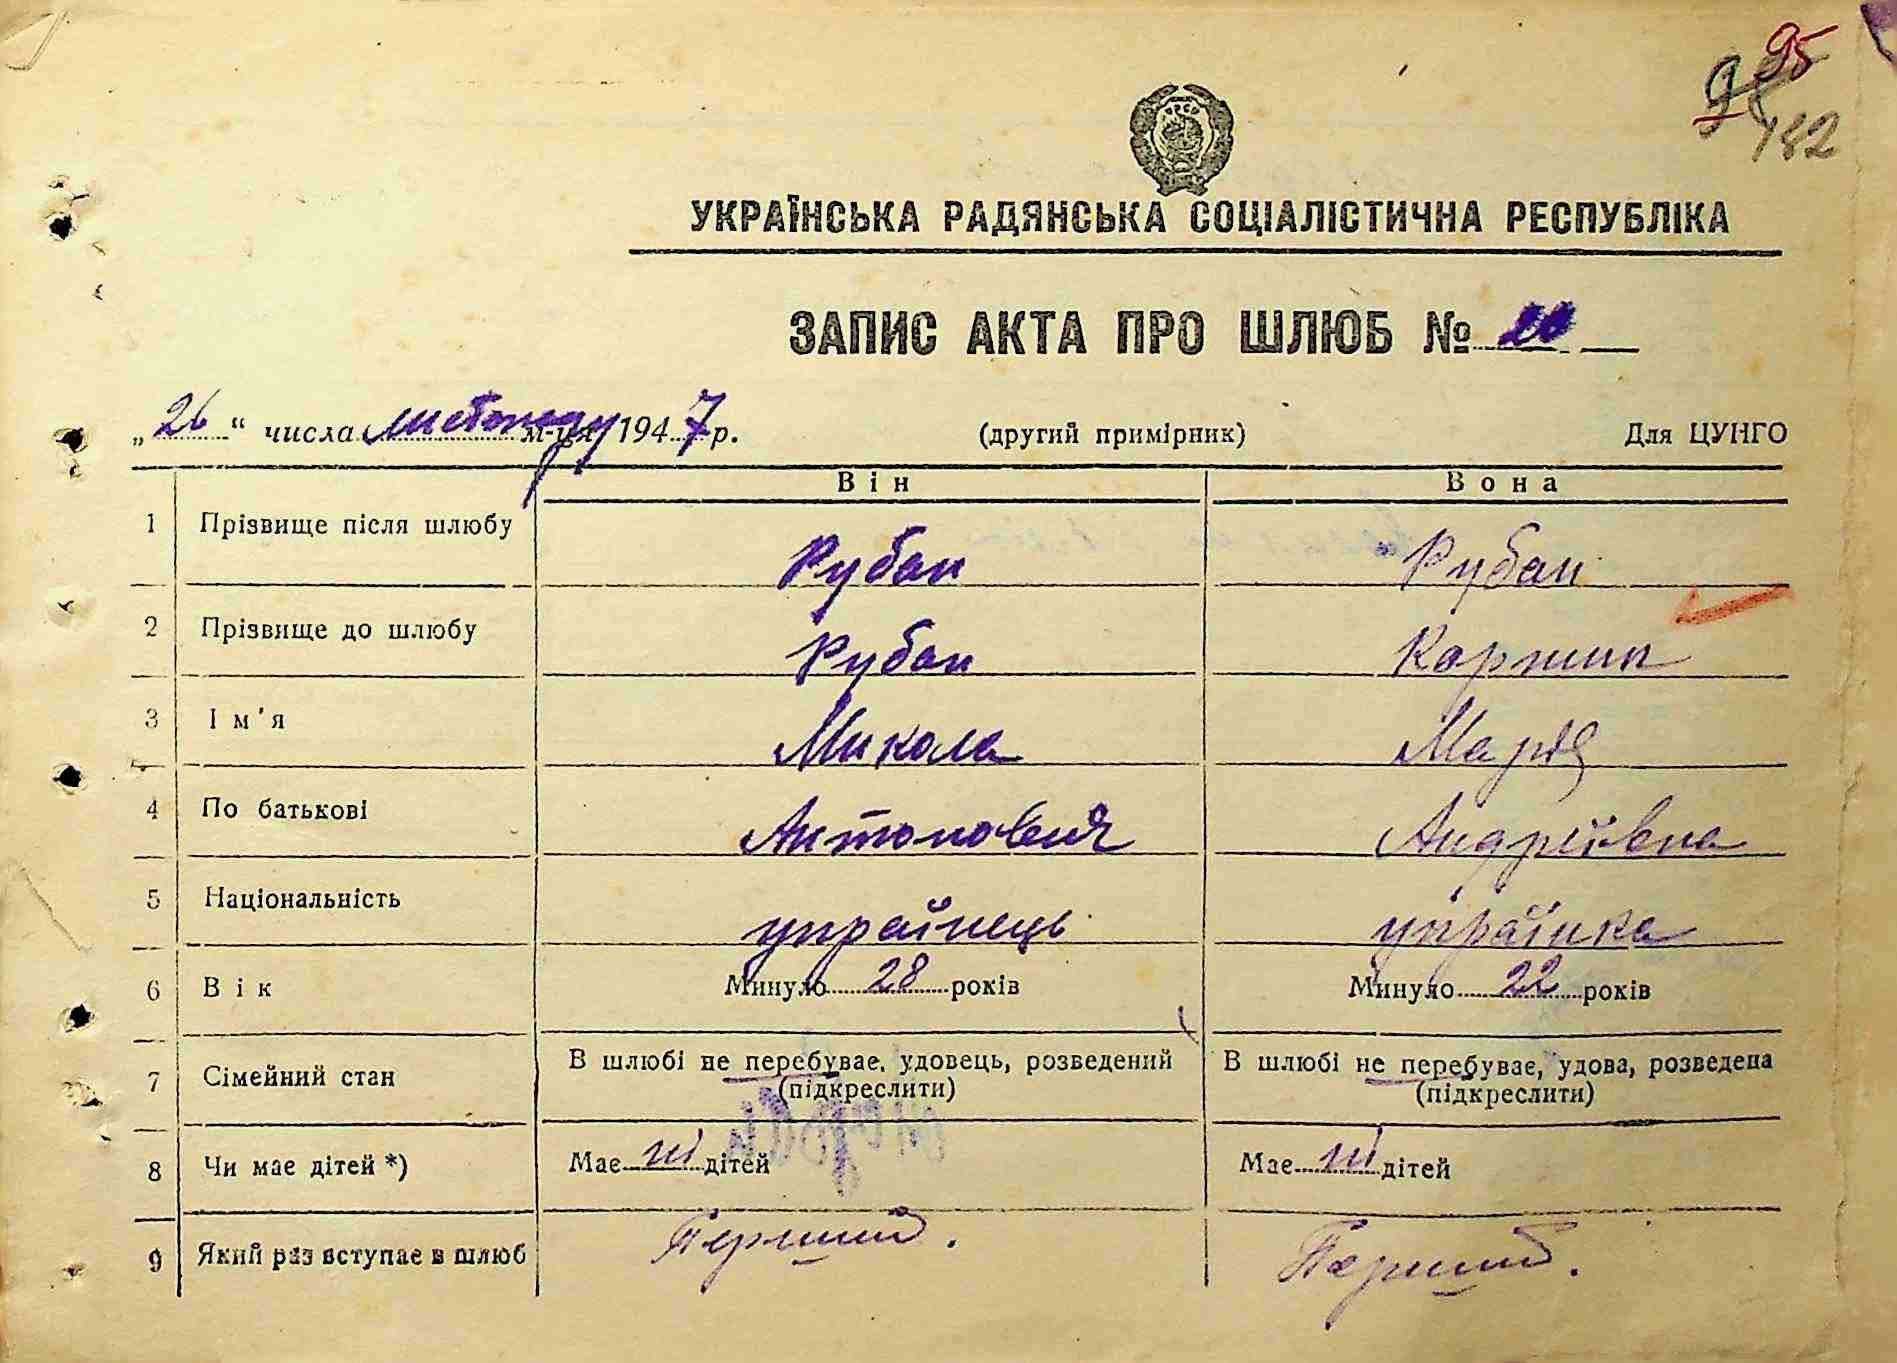 95
182
УКРАЇНСЬКА РАДЯНСЬКА СОЦІАЛІСТИЧНА РЕСПУБЛІКА
ЗАПИС АКТА ПРО ШЛЮБ №
„26“ числа листопаду м-ця 1947 р. (другий примірник) Для ЦУНГО
Він Вона
1 Прізвище після шлюбу Рубан Рубан
2 Прізвище до шлюбу Рубан
3 Ім'я Микола Марія
4 По батькові Антонович Андріївна
5 Національність українець українка
6 Вік Минуло 28 років Минуло 22 років
7 Сімейний стан В шлюбі не перебуває, удовець, розведений (підкреслити) В шлюбі не перебуває, удова, розведена (підкреслити)
8 Чи має дітей *) Має ні дітей Має ні дітей
9 Який раз вступає в шлюб Перший. Перший.